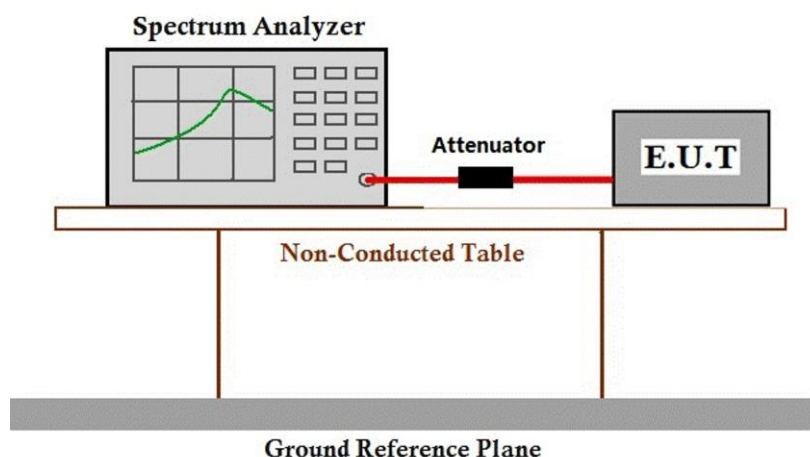 Spectrum Analyzer
Attenuator
E.U.T
Non-Conducted Table
Ground Reference Plane